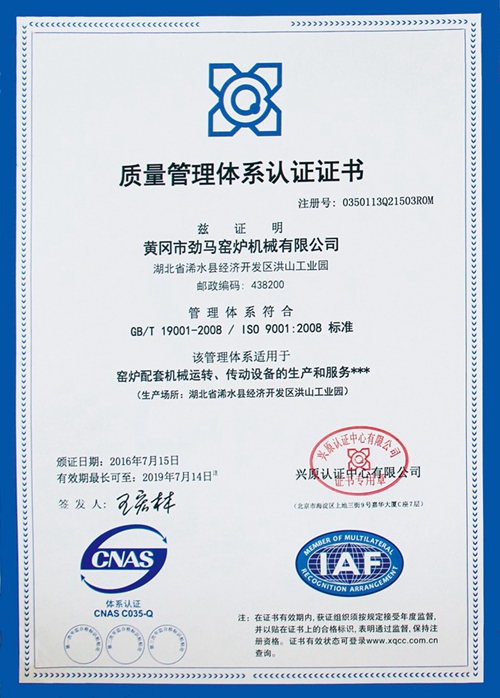 质量管理体系认证证书
注册号: 0350113Q21503ROM
兹 证 明
黄冈市劲马窑炉机械有限公司
湖北省浠水县经济开发区洪山工业园
邮政编码: 438200
管理体系符合
GB/T 19001-2008 / ISO 9001:2008 标准
该管理体系适用于
窑炉配套机械运转、传动设备的生产和服务***
(生产场所: 湖北省浠水县经济开发区洪山工业园)
颁证日期: 2016年7月15日
有效期最长可至: 2019年7月14日注
签 发 人:
兴原认证中心有限公司
证书专用章
兴原认证中心有限公司
(北京市海淀区上地三街9号嘉华大厦C座7层)
CNAS
体系认证
CNAS C035-Q
MEMBER OF MULTILATERAL
IAF
RECOGNITION ARRANGEMENT
注: 在证书有效期内, 获证组织须按规定接受年度监督,
并以贴在证书上的合格标识, 表明通过监督, 保持注
册资格。证书有效状态可登录www.xqcc.com.cn
查询。